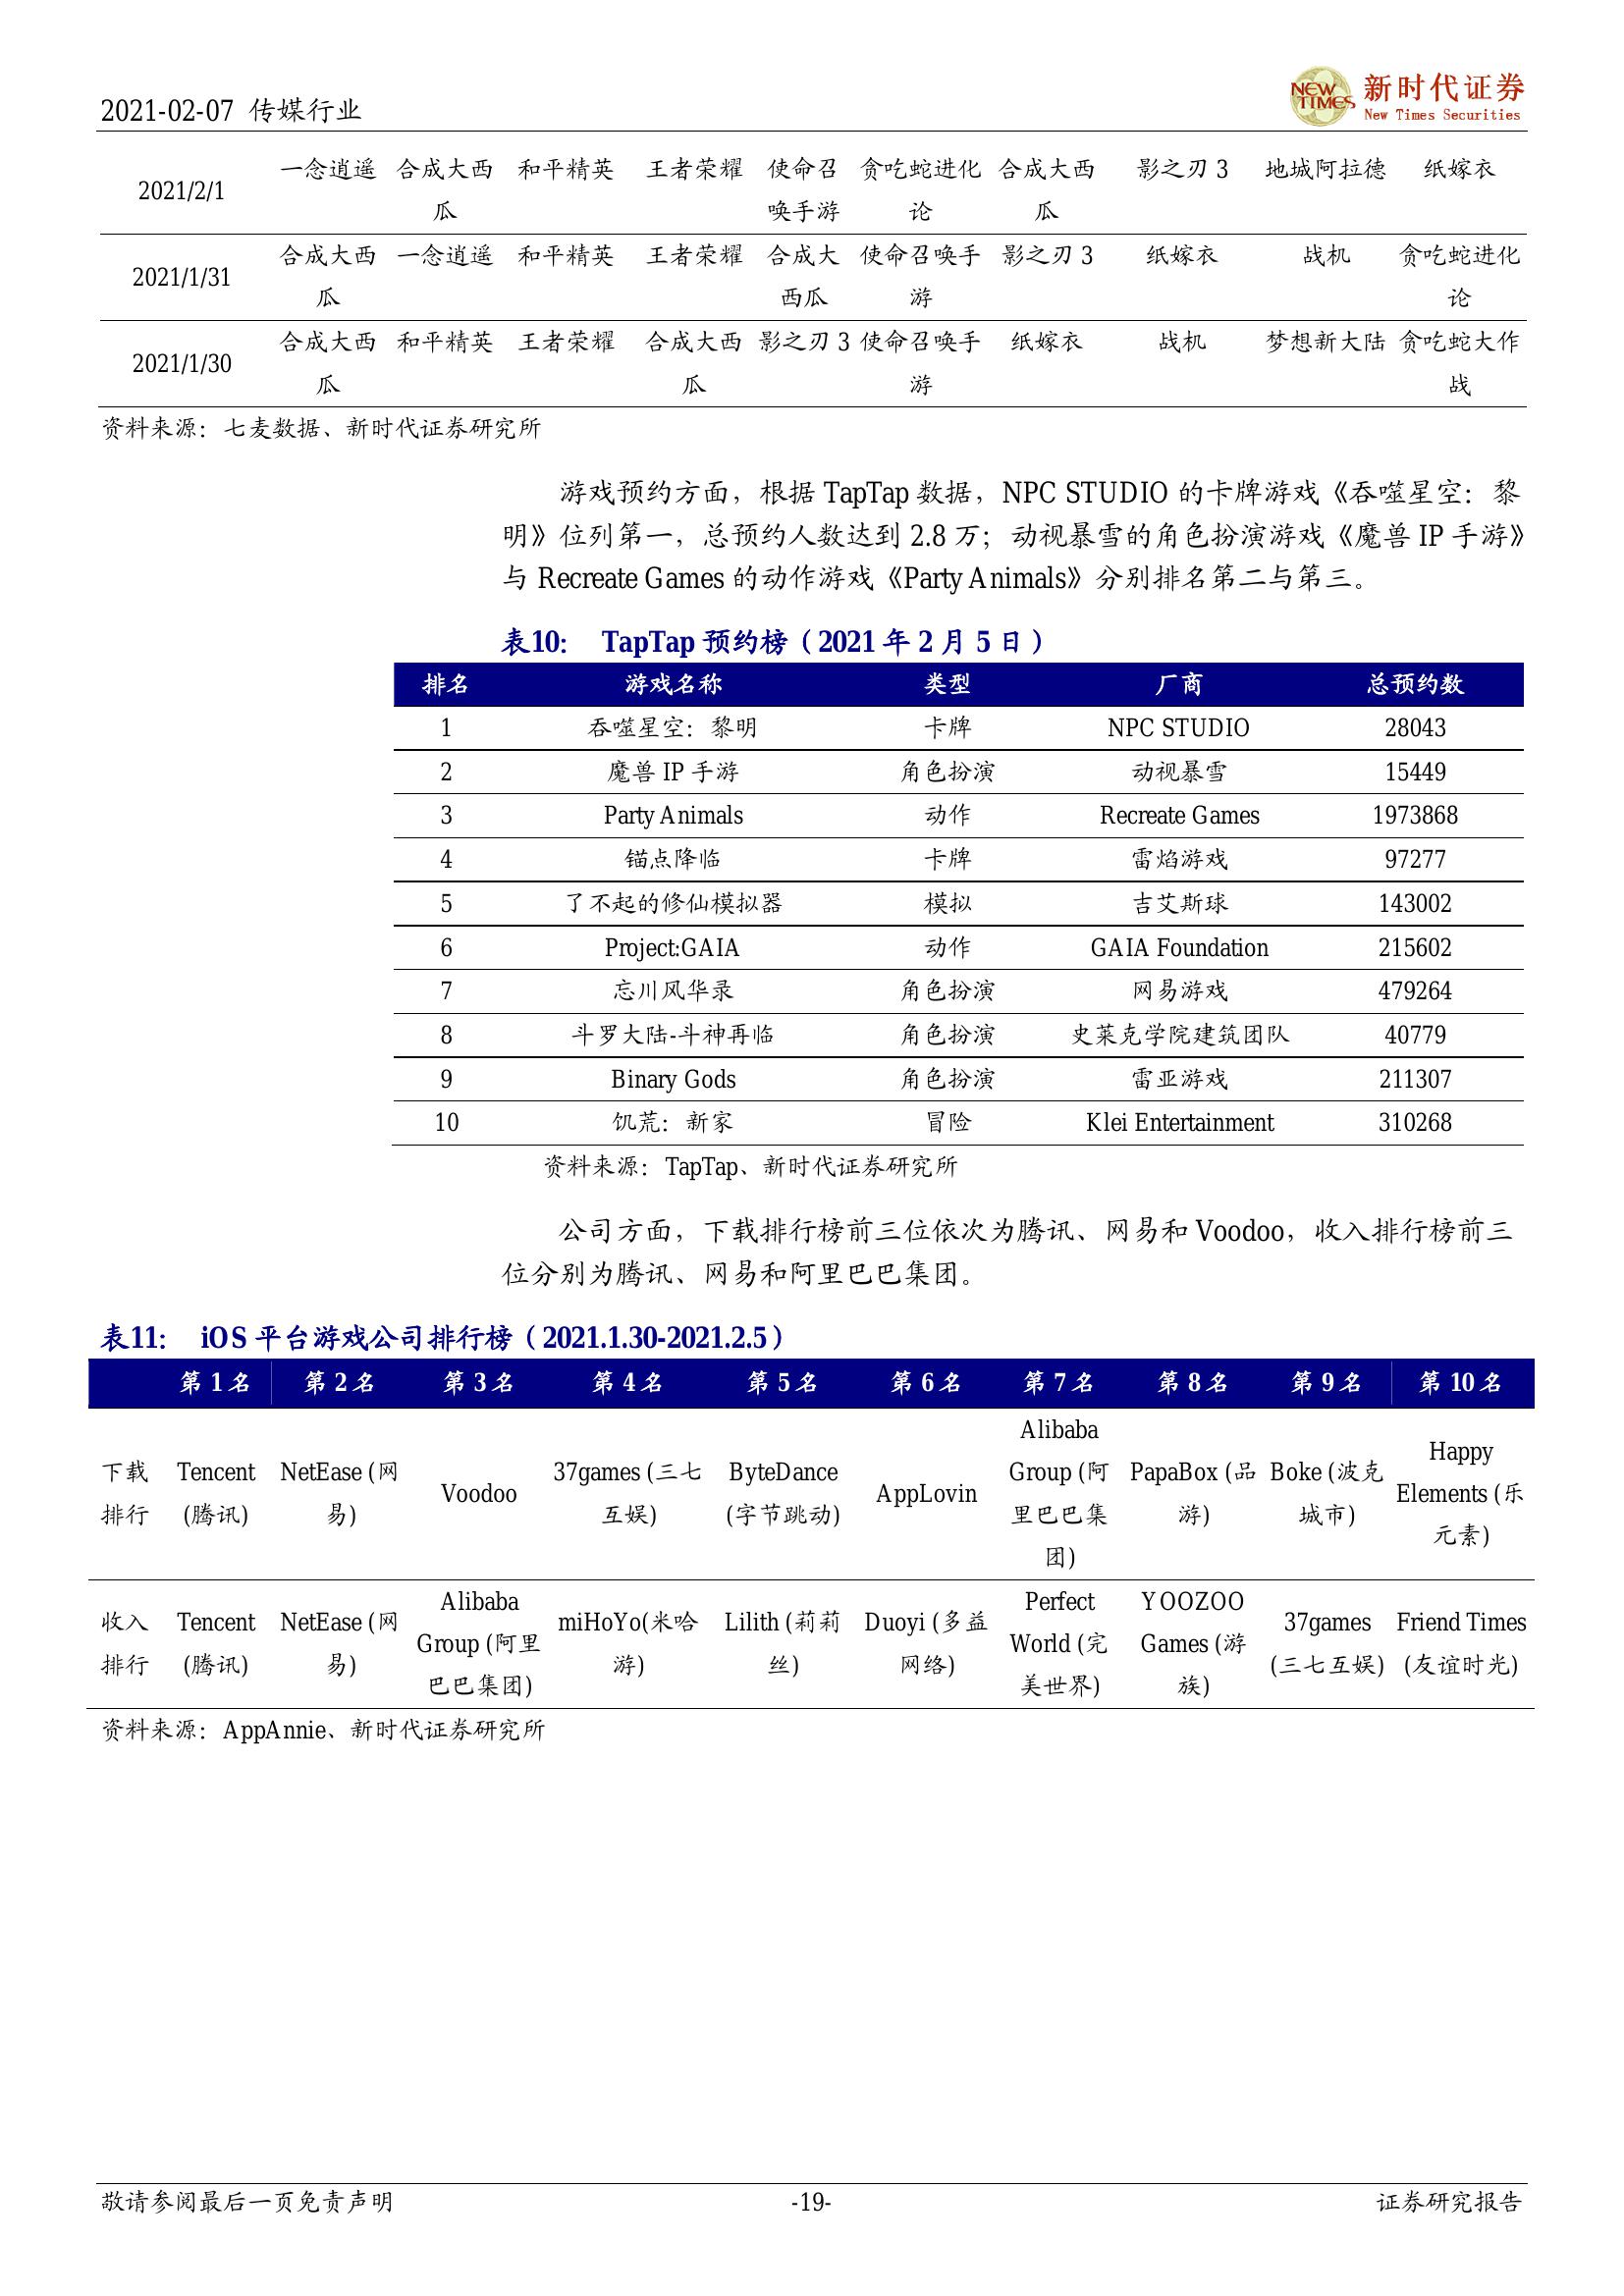 2021-02-07 传媒行业
NEW TIMES 新时代证券
New Times Securities
2021/2/1 一念逍遥 合成大西瓜 和平精英 王者荣耀 使命召唤手游 贪吃蛇进化论 合成大西瓜 影之刃 3 地城阿拉德 纸嫁衣
2021/1/31 合成大西瓜 一念逍遥 和平精英 王者荣耀 合成大西瓜 使命召唤手游 影之刃 3 纸嫁衣 战机 贪吃蛇进化论
2021/1/30 合成大西瓜 和平精英 王者荣耀 合成大西瓜 影之刃 3 使命召唤手游 纸嫁衣 战机 梦想新大陆 贪吃蛇大作战
资料来源：七麦数据、新时代证券研究所
游戏预约方面，根据 TapTap 数据，NPC STUDIO 的卡牌游戏《吞噬星空：黎
明》位列第一，总预约人数达到 2.8 万；动视暴雪的角色扮演游戏《魔兽 IP 手游》
与 Recreate Games 的动作游戏《Party Animals》分别排名第二与第三。
表10： TapTap 预约榜（2021 年 2 月 5 日）
排名 游戏名称 类型 厂商 总预约数
1 吞噬星空：黎明 卡牌 NPC STUDIO 28043
2 魔兽 IP 手游 角色扮演 动视暴雪 15449
3 Party Animals 动作 Recreate Games 1973868
4 锚点降临 卡牌 雷焰游戏 97277
5 了不起的修仙模拟器 模拟 吉艾斯球 143002
6 Project:GAIA 动作 GAIA Foundation 215602
7 忘川风华录 角色扮演 网易游戏 479264
8 斗罗大陆-斗神再临 角色扮演 史莱克学院建筑团队 40779
9 Binary Gods 角色扮演 雷亚游戏 211307
10 饥荒：新家 冒险 Klei Entertainment 310268
资料来源：TapTap、新时代证券研究所
公司方面，下载排行榜前三位依次为腾讯、网易和 Voodoo，收入排行榜前三
位分别为腾讯、网易和阿里巴巴集团。
表11： iOS 平台游戏公司排行榜（2021.1.30-2021.2.5）
第 1 名 第 2 名 第 3 名 第 4 名 第 5 名 第 6 名 第 7 名 第 8 名 第 9 名 第 10 名
下载排行 Tencent (腾讯) NetEase (网易) Voodoo 37games (三七互娱) ByteDance (字节跳动) AppLovin Alibaba Group (阿里巴巴集团) PapaBox (品游) Boke (波克城市) Happy Elements (乐元素)
收入排行 Tencent (腾讯) NetEase (网易) Alibaba Group (阿里巴巴集团) miHoYo(米哈游) Lilith (莉莉丝) Duoyi (多益网络) Perfect World (完美世界) YOOZOO Games (游族) 37games (三七互娱) Friend Times (友谊时光)
资料来源：AppAnnie、新时代证券研究所
敬请参阅最后一页免责声明 -19- 证券研究报告